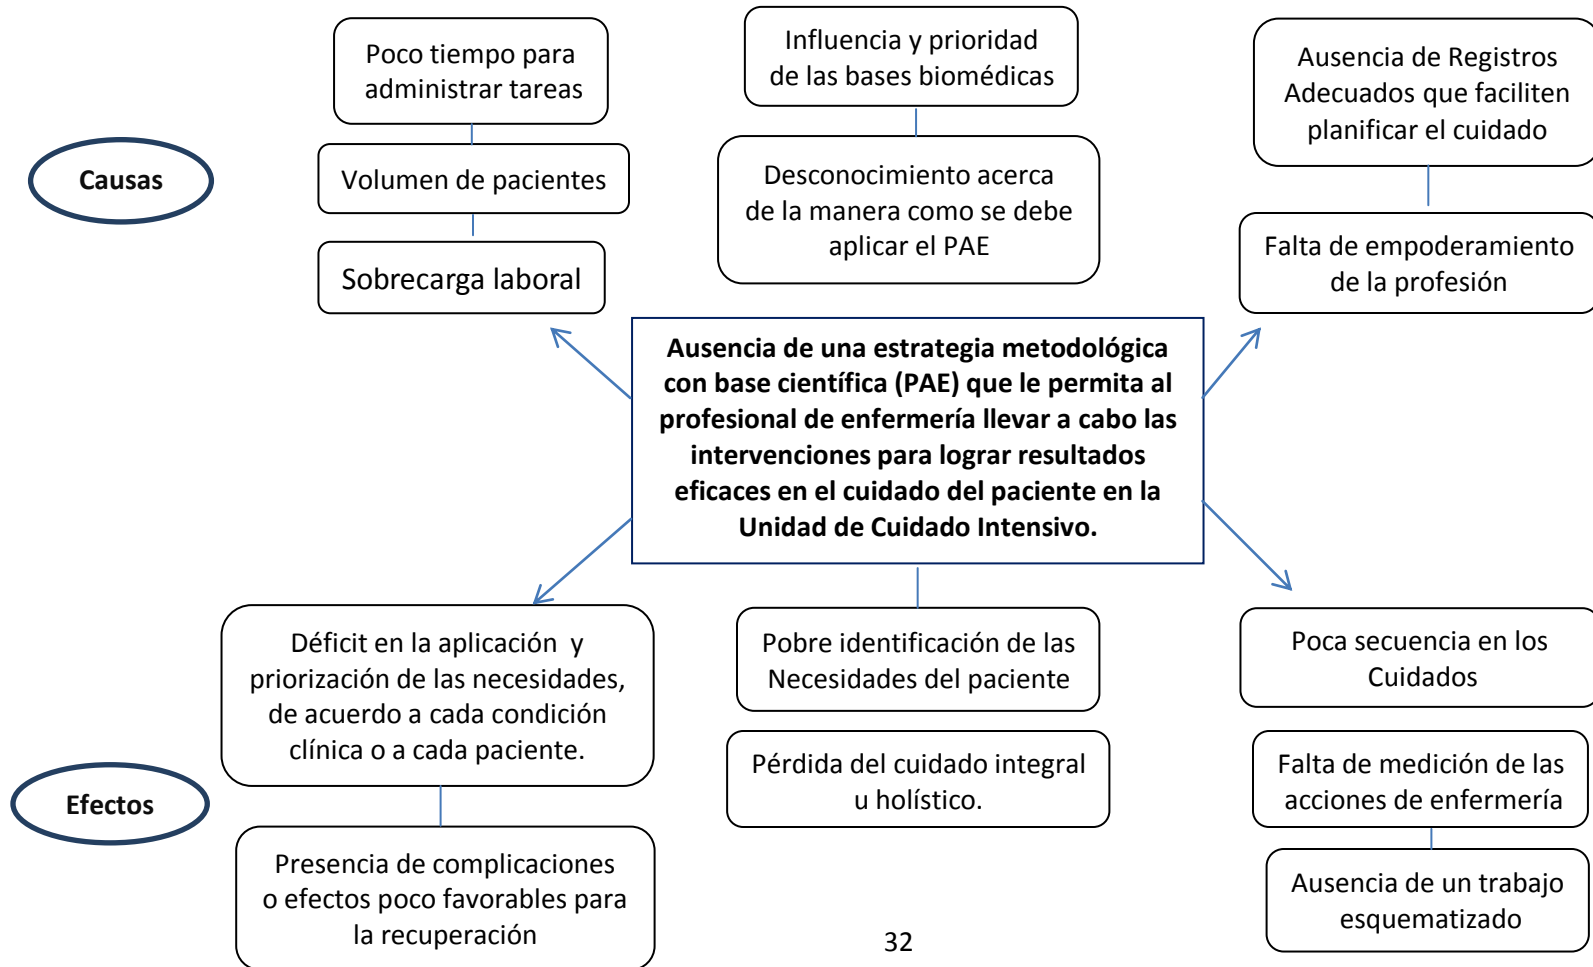 Poco tiempo para
administrar tareas
Volumen de pacientes
Sobrecarga laboral
Influencia y prioridad
de las bases biomédicas
Desconocimiento acerca
de la manera como se debe
aplicar el PAE
Ausencia de Registros
Adecuados que faciliten
planificar el cuidado
Falta de empoderamiento
de la profesión
Causas
Ausencia de una estrategia metodológica
con base científica (PAE) que le permita al
profesional de enfermería llevar a cabo las
intervenciones para lograr resultados
eficaces en el cuidado del paciente en la
Unidad de Cuidado Intensivo.
Déficit en la aplicación y
priorización de las necesidades,
de acuerdo a cada condición
clínica o a cada paciente.
Presencia de complicaciones
o efectos poco favorables para
la recuperación
Pobre identificación de las
Necesidades del paciente
Pérdida del cuidado integral
u holístico.
Poca secuencia en los
Cuidados
Falta de medición de las
acciones de enfermería
Ausencia de un trabajo
esquematizado
Efectos
32